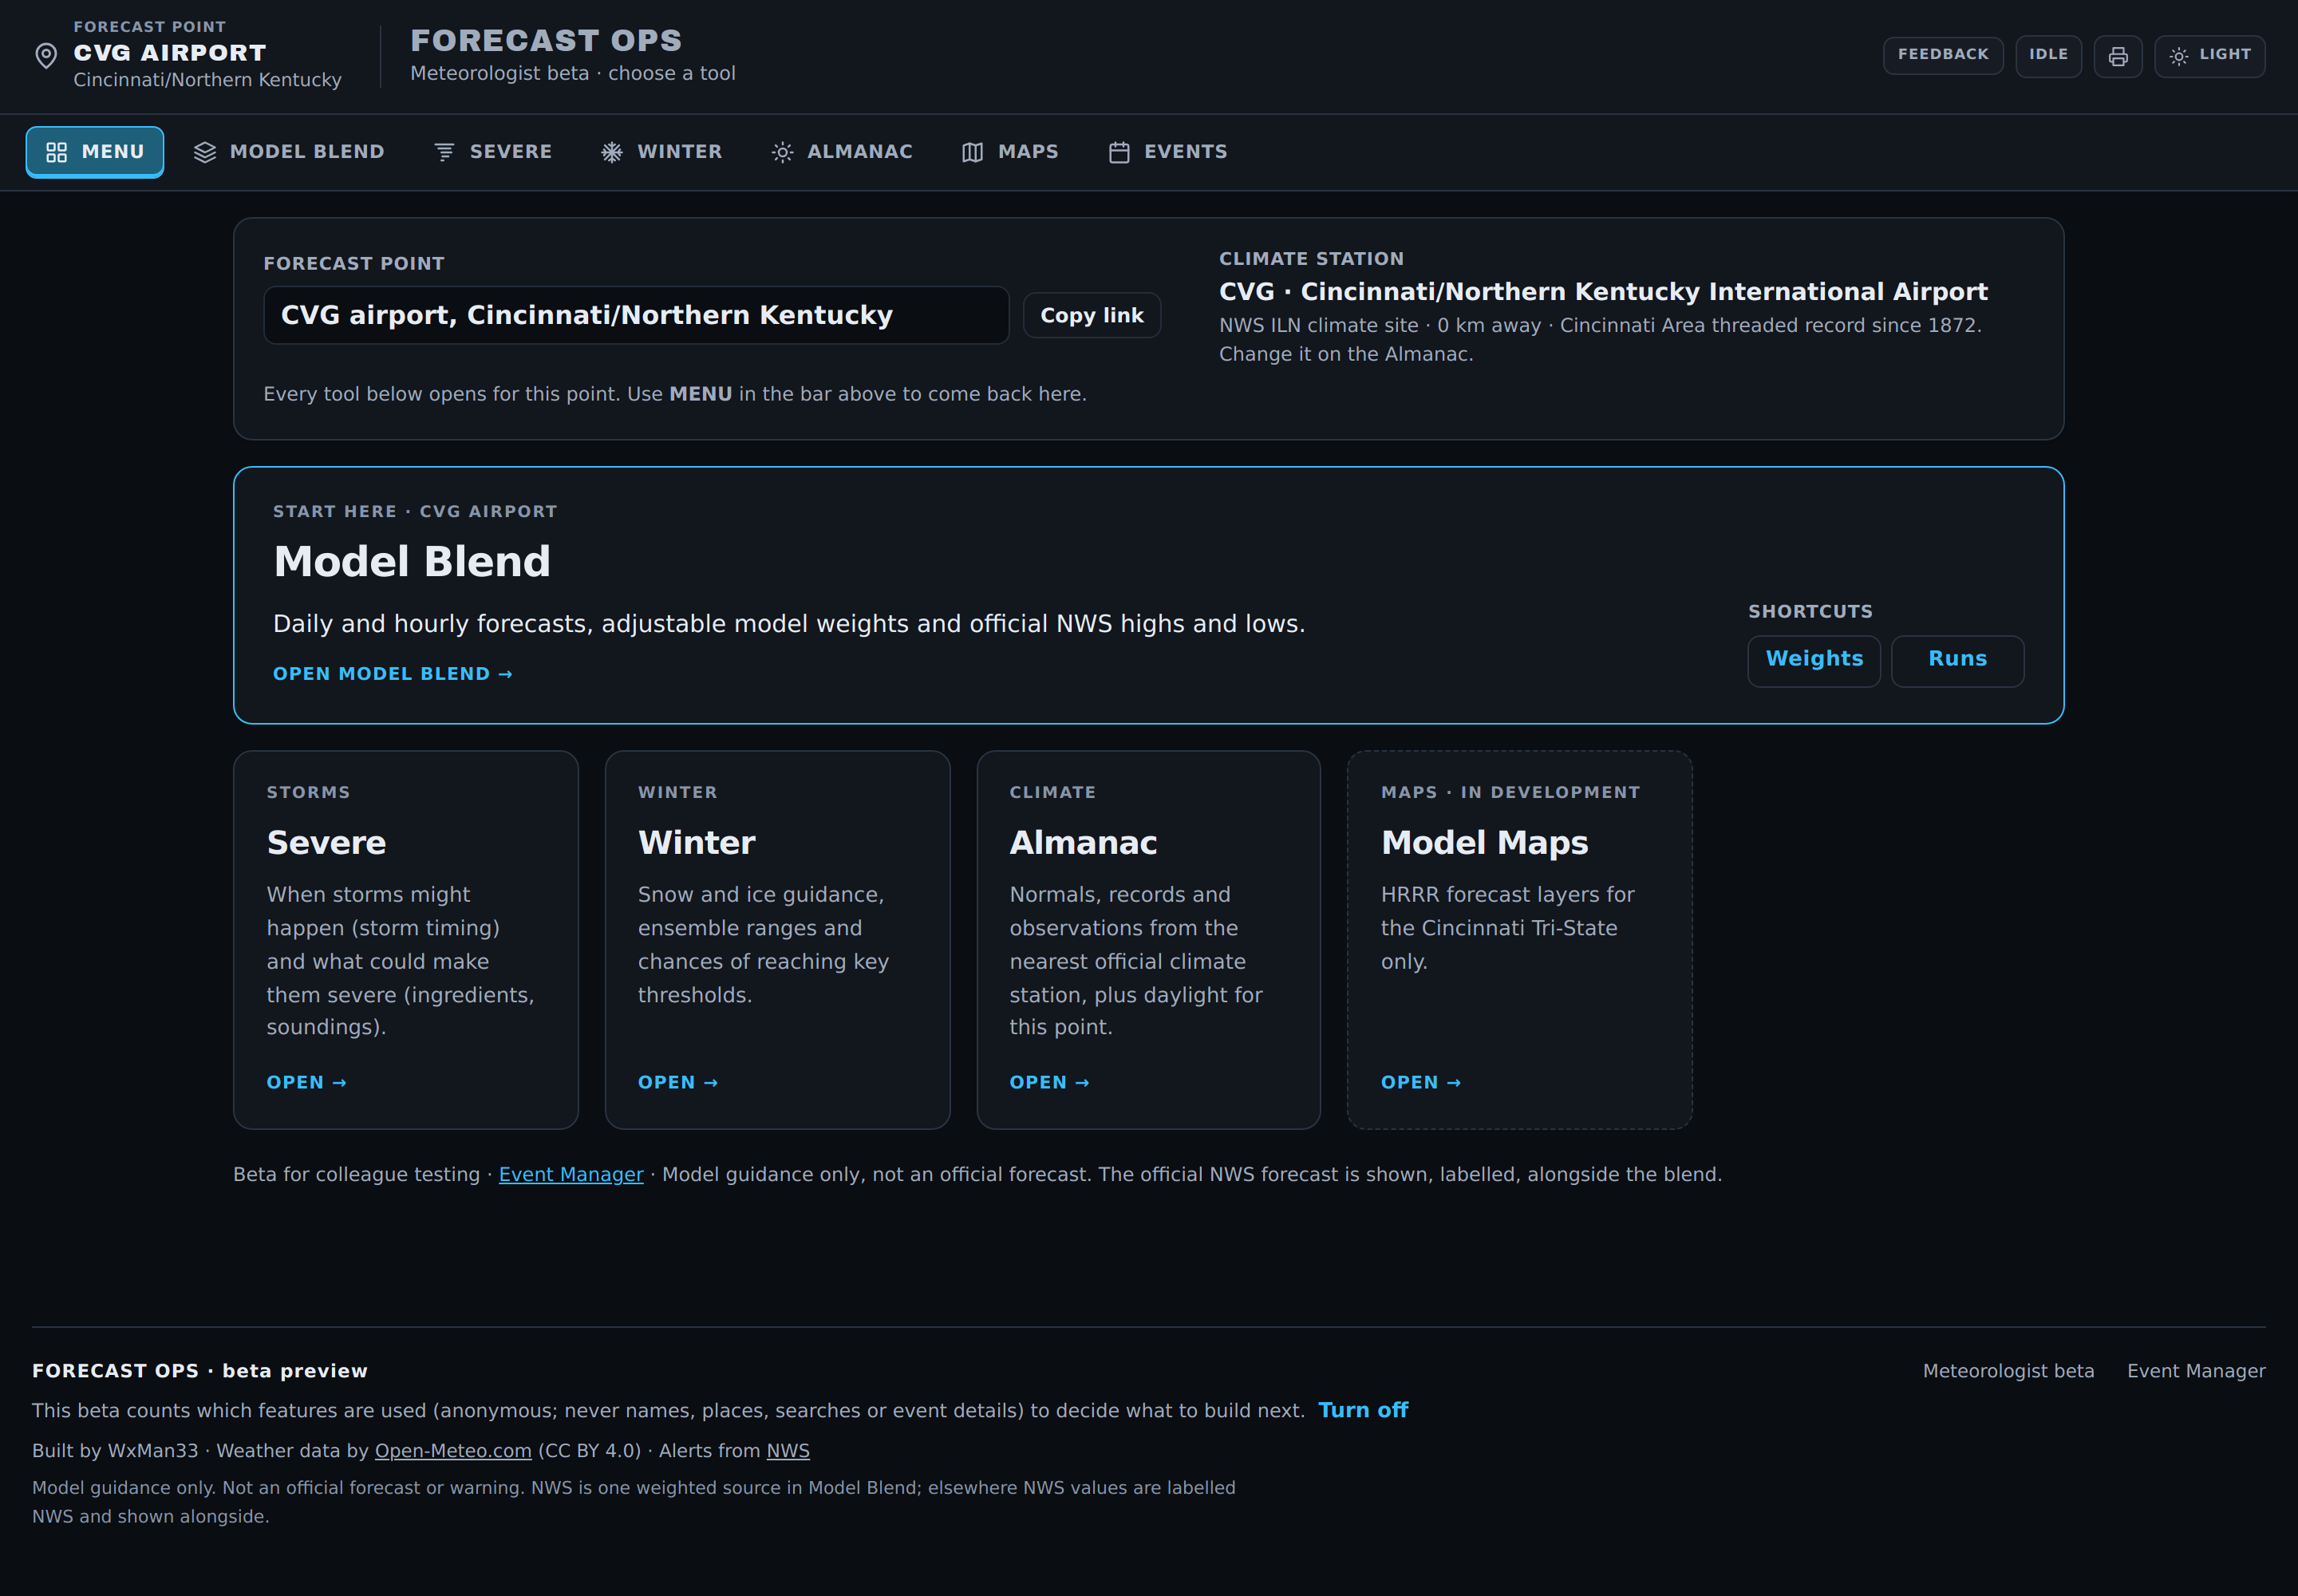 FORECAST POINT
CVG AIRPORT
Cincinnati/Northern Kentucky
FORECAST OPS
Meteorologist beta · choose a tool
FEEDBACK
IDLE
LIGHT
MENU
MODEL BLEND
SEVERE
WINTER
ALMANAC
MAPS
EVENTS
FORECAST POINT
CVG airport, Cincinnati/Northern Kentucky
Copy link
Every tool below opens for this point. Use MENU in the bar above to come back here.
CLIMATE STATION
CVG · Cincinnati/Northern Kentucky International Airport
NWS ILN climate site · 0 km away · Cincinnati Area threaded record since 1872.
Change it on the Almanac.
START HERE · CVG AIRPORT
Model Blend
Daily and hourly forecasts, adjustable model weights and official NWS highs and lows.
OPEN MODEL BLEND →
SHORTCUTS
Weights
Runs
STORMS
Severe
When storms might
happen (storm timing)
and what could make
them severe (ingredients,
soundings).
OPEN →
WINTER
Winter
Snow and ice guidance,
ensemble ranges and
chances of reaching key
thresholds.
OPEN →
CLIMATE
Almanac
Normals, records and
observations from the
nearest official climate
station, plus daylight for
this point.
OPEN →
MAPS · IN DEVELOPMENT
Model Maps
HRRR forecast layers for
the Cincinnati Tri-State
only.
OPEN →
Beta for colleague testing · Event Manager · Model guidance only, not an official forecast. The official NWS forecast is shown, labelled, alongside the blend.
FORECAST OPS · beta preview
Meteorologist beta
Event Manager
This beta counts which features are used (anonymous; never names, places, searches or event details) to decide what to build next. Turn off
Built by WxMan33 · Weather data by Open-Meteo.com (CC BY 4.0) · Alerts from NWS
Model guidance only. Not an official forecast or warning. NWS is one weighted source in Model Blend; elsewhere NWS values are labelled
NWS and shown alongside.